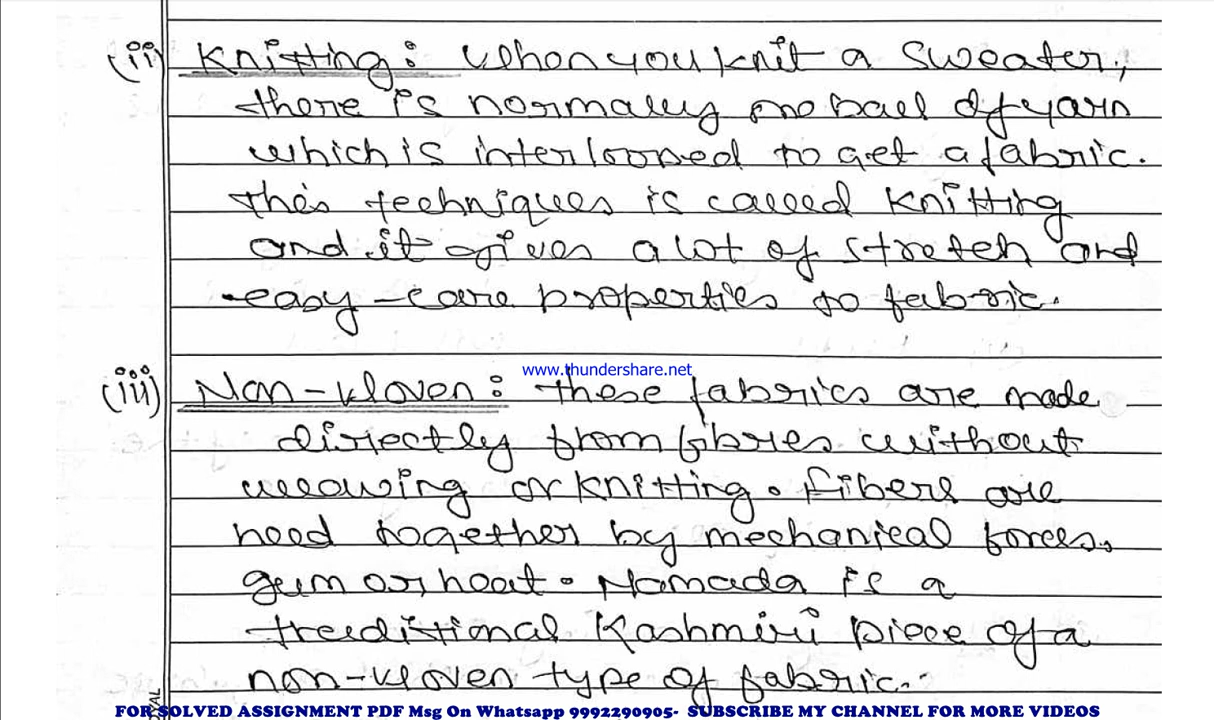 (ii) Knitting: When you knit a sweater,
there is normally one ball of yarn
which is interlooped to get a fabric.
this techniques is called knitting
and it gives a lot of stretch and
easy-care properties to fabric.
www.thundershare.net
(iii) Non-Woven: these fabrics are made
directly from fibres without
weaving or knitting. Fibers are
held together by mechanical forces,
gum or heat. Namada is a
traditional Kashmiri piece of a
non-woven type of fabric.
FOR SOLVED ASSIGNMENT PDF Msg On Whatsapp 9992290905- SUBSCRIBE MY CHANNEL FOR MORE VIDEOS